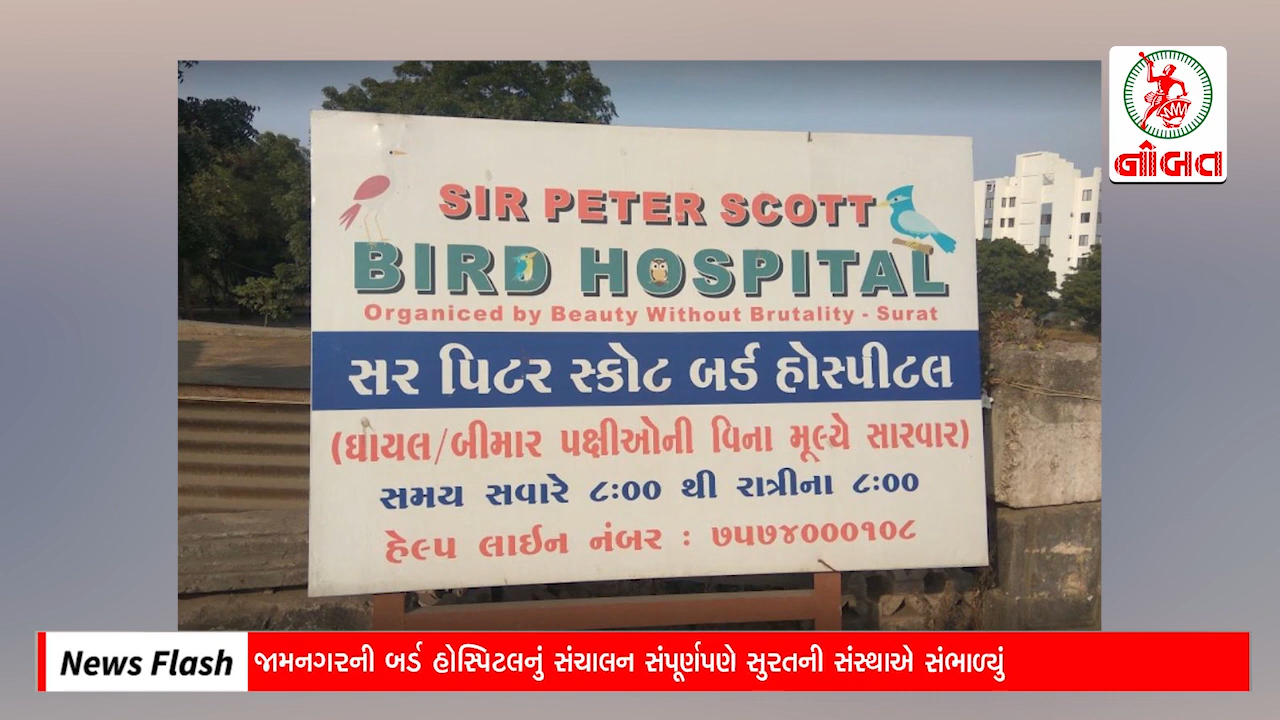 નોબત
SIR PETER SCOTT
BIRD HOSPITAL
Organiced by Beauty Without Brutality - Surat
સર પિટર સ્કોટ બર્ડ હોસ્પીટલ
(ઘાયલ/બીમાર પક્ષીઓની વિના મૂલ્યે સારવાર)
સમય સવારે ૮:૦૦ થી રાત્રીના ૮:૦૦
હેલ્પ લાઈન નંબર : ૭૫૭૪૦૦૦૧૦૮
News Flash જામનગરની બર્ડ હોસ્પિટલનું સંચાલન સંપૂર્ણપણે સુરતની સંસ્થાએ સંભાળ્યું